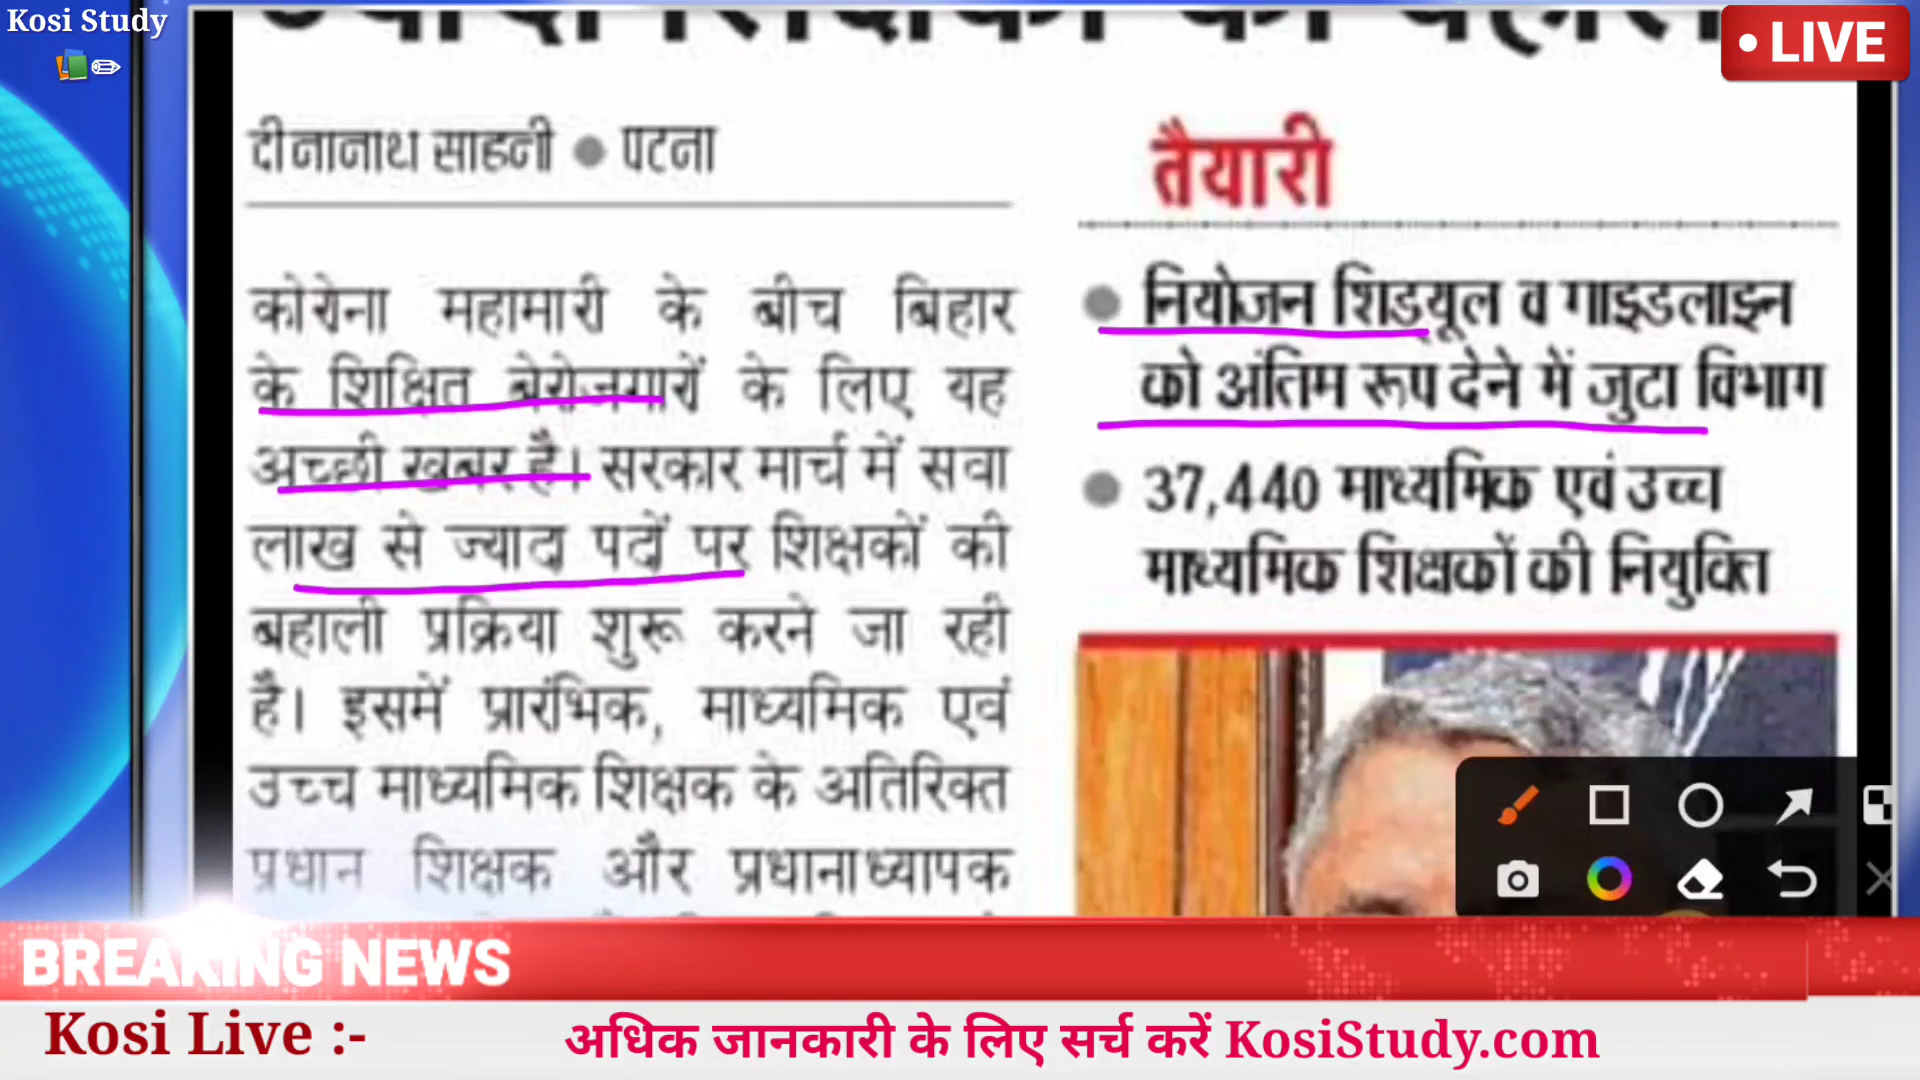 Kosi Study
• LIVE
दीनानाथ साहनी ● पटना
कोरोना महामारी के बीच बिहार
के शिक्षित बेरोजगारों के लिए यह
अच्छी खबर है। सरकार मार्च में सवा
लाख से ज्यादा पदों पर शिक्षकों की
बहाली प्रक्रिया शुरू करने जा रही
है। इसमें प्रारंभिक, माध्यमिक एवं
उच्च माध्यमिक शिक्षक के अतिरिक्त
प्रधान शिक्षक और प्रधानाध्यापक
तैयारी
● नियोजन शिड्यूल व गाइडलाइन
को अंतिम रूप देने में जुटा विभाग
● 37,440 माध्यमिक एवं उच्च
माध्यमिक शिक्षकों की नियुक्ति
BREAKING NEWS
Kosi Live :- अधिक जानकारी के लिए सर्च करें KosiStudy.com